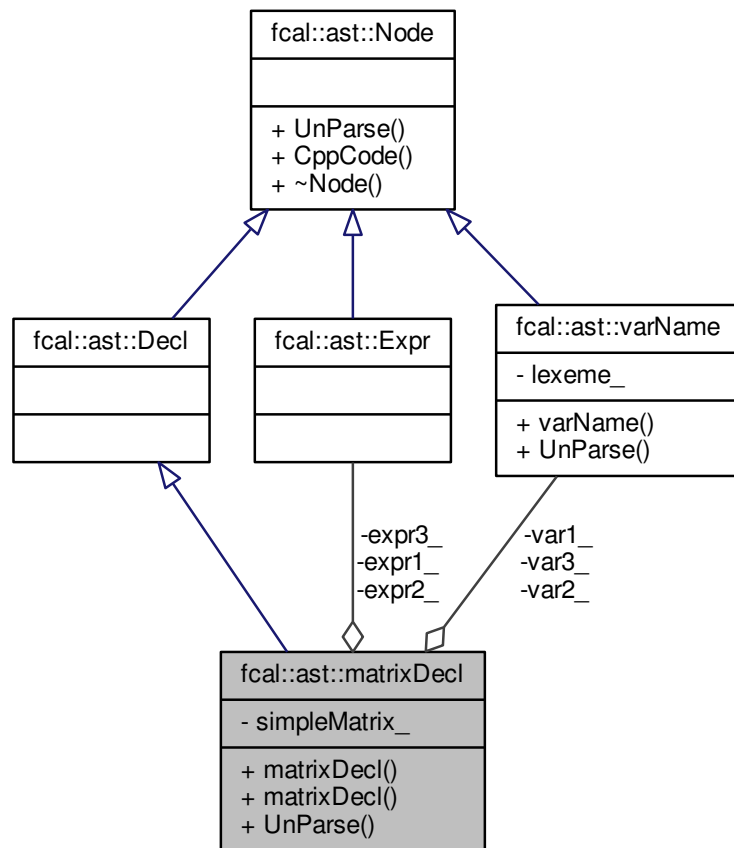 fcal::ast::Node
+ UnParse()
+ CppCode()
+ ~Node()
fcal::ast::Decl
fcal::ast::Expr
fcal::ast::varName
- lexeme_
+ varName()
+ UnParse()
-expr3_
-expr1_
-expr2_
-var1_
-var3_
-var2_
fcal::ast::matrixDecl
- simpleMatrix_
+ matrixDecl()
+ matrixDecl()
+ UnParse()